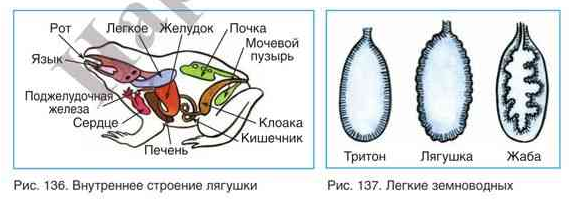 Рот
Легкое
Желудок
Почка
Мочевой
пузырь
Язык
Поджелудочная
железа
Сердце
Печень
Клоака
Кишечник
Рис. 136. Внутреннее строение лягушки
Тритон
Лягушка
Жаба
Рис. 137. Легкие земноводных